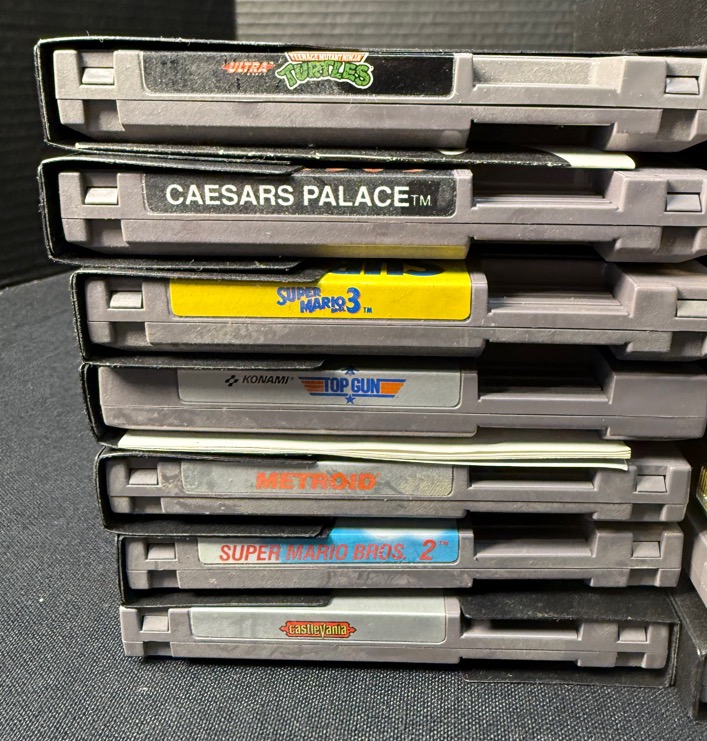 ULTRA
TEENAGE MUTANT NINJA
TURTLES
CAESARS PALACE™
SUPER
MARIO BROS. 3™
KONAMI®
TOP GUN
METROID
SUPER MARIO BROS. 2™
Castlevania